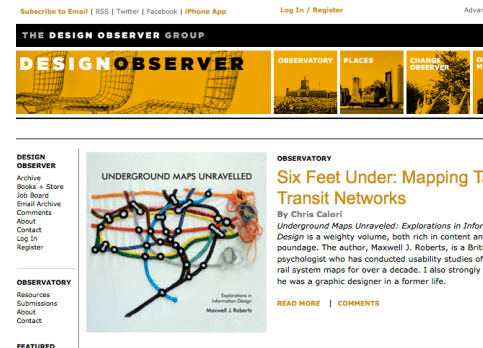 Subscribe to Email | RSS | Twitter | Facebook | iPhone App
Log In / Register
THE DESIGN OBSERVER GROUP
DESIGNOBSERVER
OBSERVATORY
PLACES
CHANGE
OBSERVER
DESIGN
OBSERVER
Archive
Books + Store
Job Board
Email Archive
Comments
About
Contact
Log In
Register
OBSERVATORY
Resources
Submissions
About
Contact
FEATURED
UNDERGROUND MAPS UNRAVELLED
Explorations in
Information Design
Maxwell J. Roberts
OBSERVATORY
Six Feet Under: Mapping
Transit Networks
By Chris Calori
Underground Maps Unraveled: Explorations in
Design is a weighty volume, both rich in content
poundage. The author, Maxwell J. Roberts, is a
psychologist who has conducted usability studies of
rail system maps for over a decade. I also strongly
he was a graphic designer in a former life.
READ MORE | COMMENTS